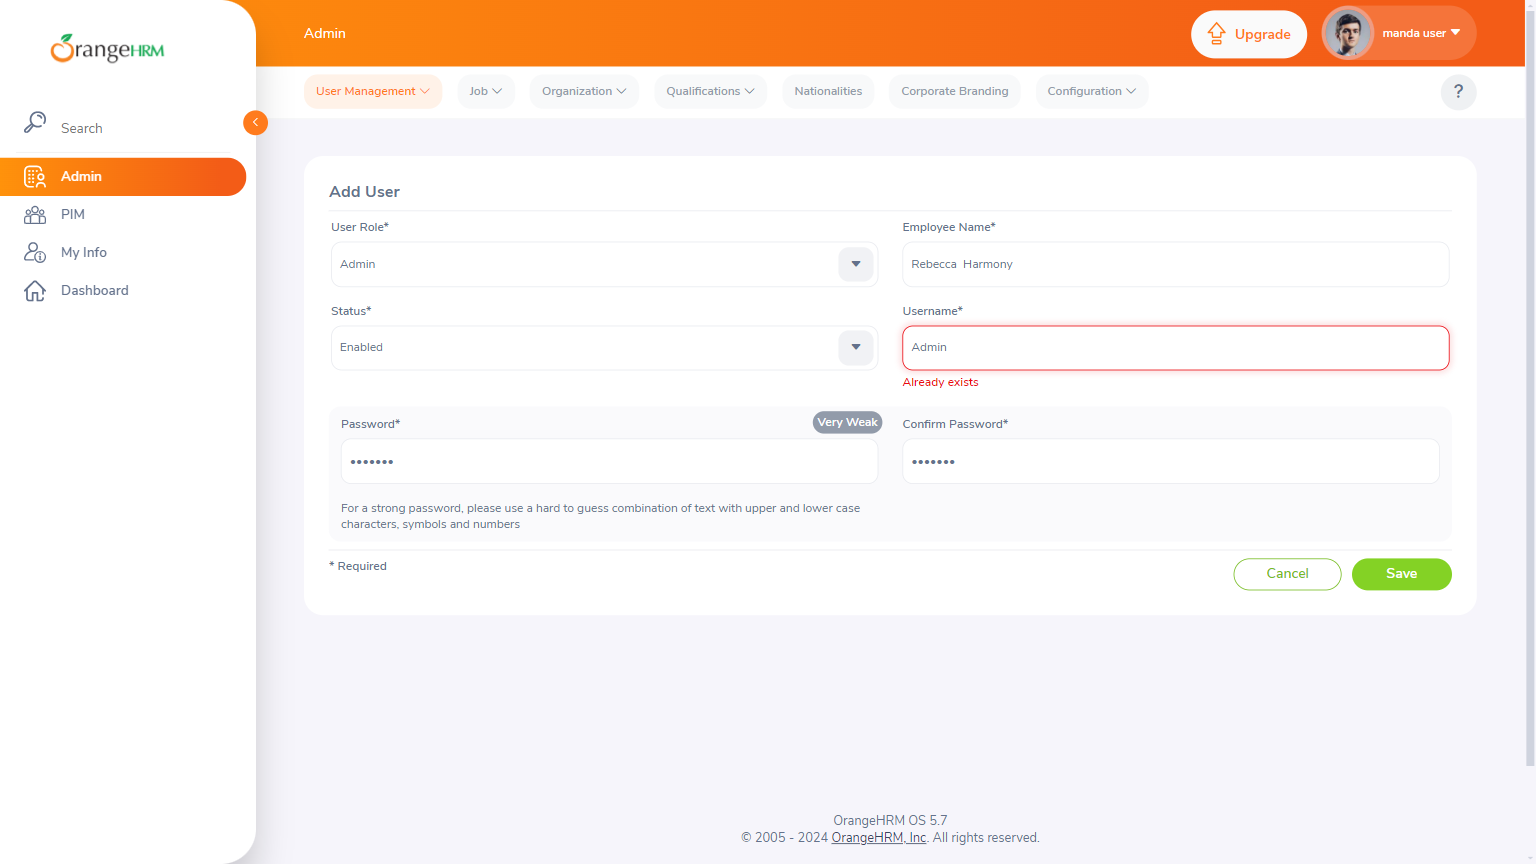 OrangeHRM
Admin
Upgrade
manda user
User Management
Job
Organization
Qualifications
Nationalities
Corporate Branding
Configuration
?
Search
Admin
PIM
My Info
Dashboard
Add User
User Role*
Employee Name*
Admin
Rebecca  Harmony
Status*
Username*
Enabled
Admin
Already exists
Password*
Very Weak
Confirm Password*
•••••••
•••••••
For a strong password, please use a hard to guess combination of text with upper and lower case
characters, symbols and numbers
* Required
Cancel
Save
OrangeHRM OS 5.7
© 2005 - 2024 OrangeHRM, Inc. All rights reserved.